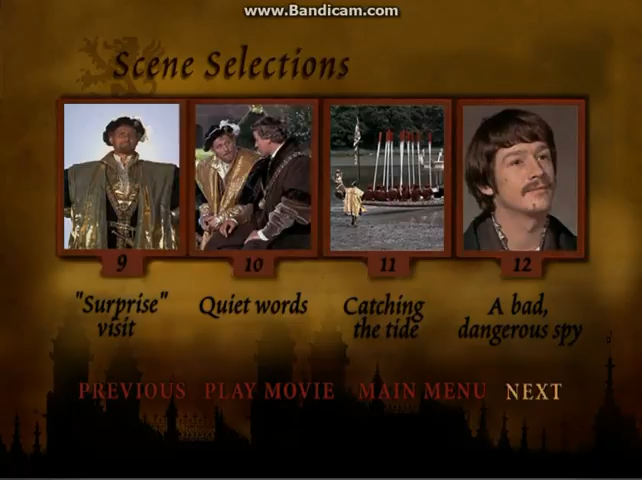 www.Bandicam.com
Scene Selections
9
10
11
12
"Surprise"
visit
Quiet words
Catching
the tide
A bad,
dangerous spy
PREVIOUS
PLAY MOVIE
MAIN MENU
NEXT